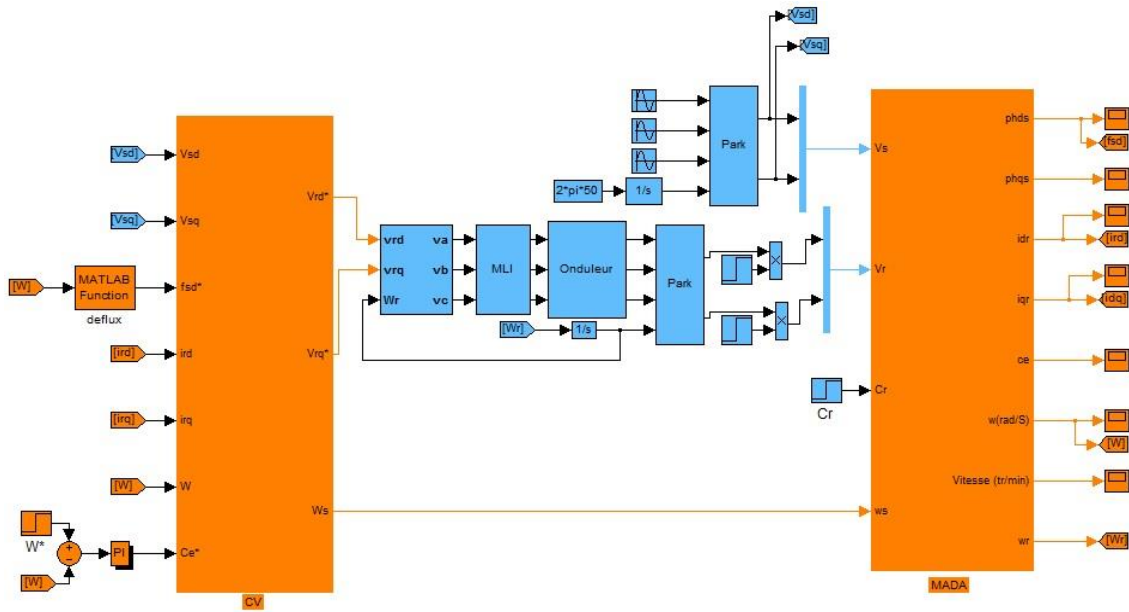 [Vsd]
[Vsq]
Park
2*pi*50
1/s
[Vsd]
Vsd
[Vsq]
Vsq
[W]
MATLAB
Function
deflux
fsd*
[ird]
ird
[irq]
irq
[W]
W
W*
+
−
[W]
PI
Ce*
Vrd*
Vrq*
Ws
CV
vrd
vrq
Wr
va
vb
vc
MLI
Onduleur
Park
[Wr]
1/s
×
×
Cr
Vs
Vr
Cr
ws
phds
phqs
idr
iqr
ce
w(rad/S)
Vitesse (tr/min)
wr
MADA
[fsd]
[ird]
[idq]
[W]
[Wr]